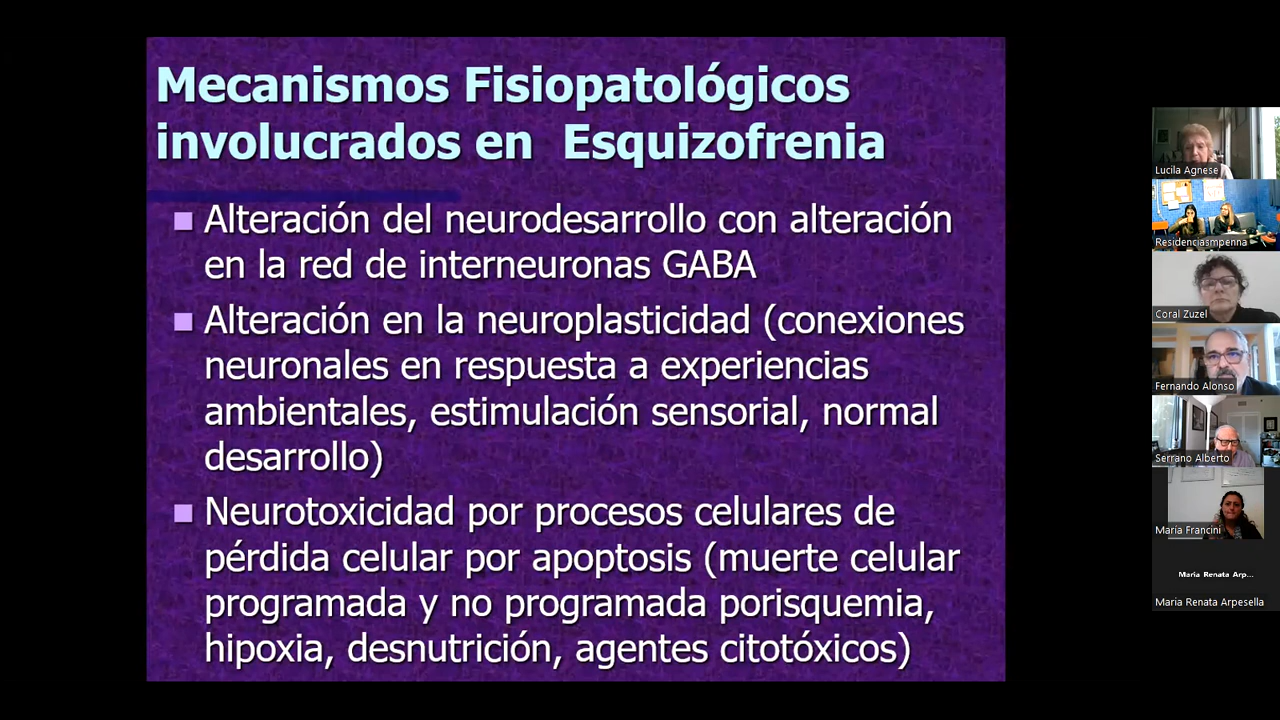 Mecanismos Fisiopatológicos
involucrados en Esquizofrenia
Alteración del neurodesarrollo con alteración
en la red de interneuronas GABA
Alteración en la neuroplasticidad (conexiones
neuronales en respuesta a experiencias
ambientales, estimulación sensorial, normal
desarrollo)
Neurotoxicidad por procesos celulares de
pérdida celular por apoptosis (muerte celular
programada y no programada porisquemia,
hipoxia, desnutrición, agentes citotóxicos)
Lucila Agnese
Residenciasmpenna
Coral Zuzel
Fernando Alonso
Serrano Alberto
María Francini
Maria Renata Arp...
Maria Renata Arpesella